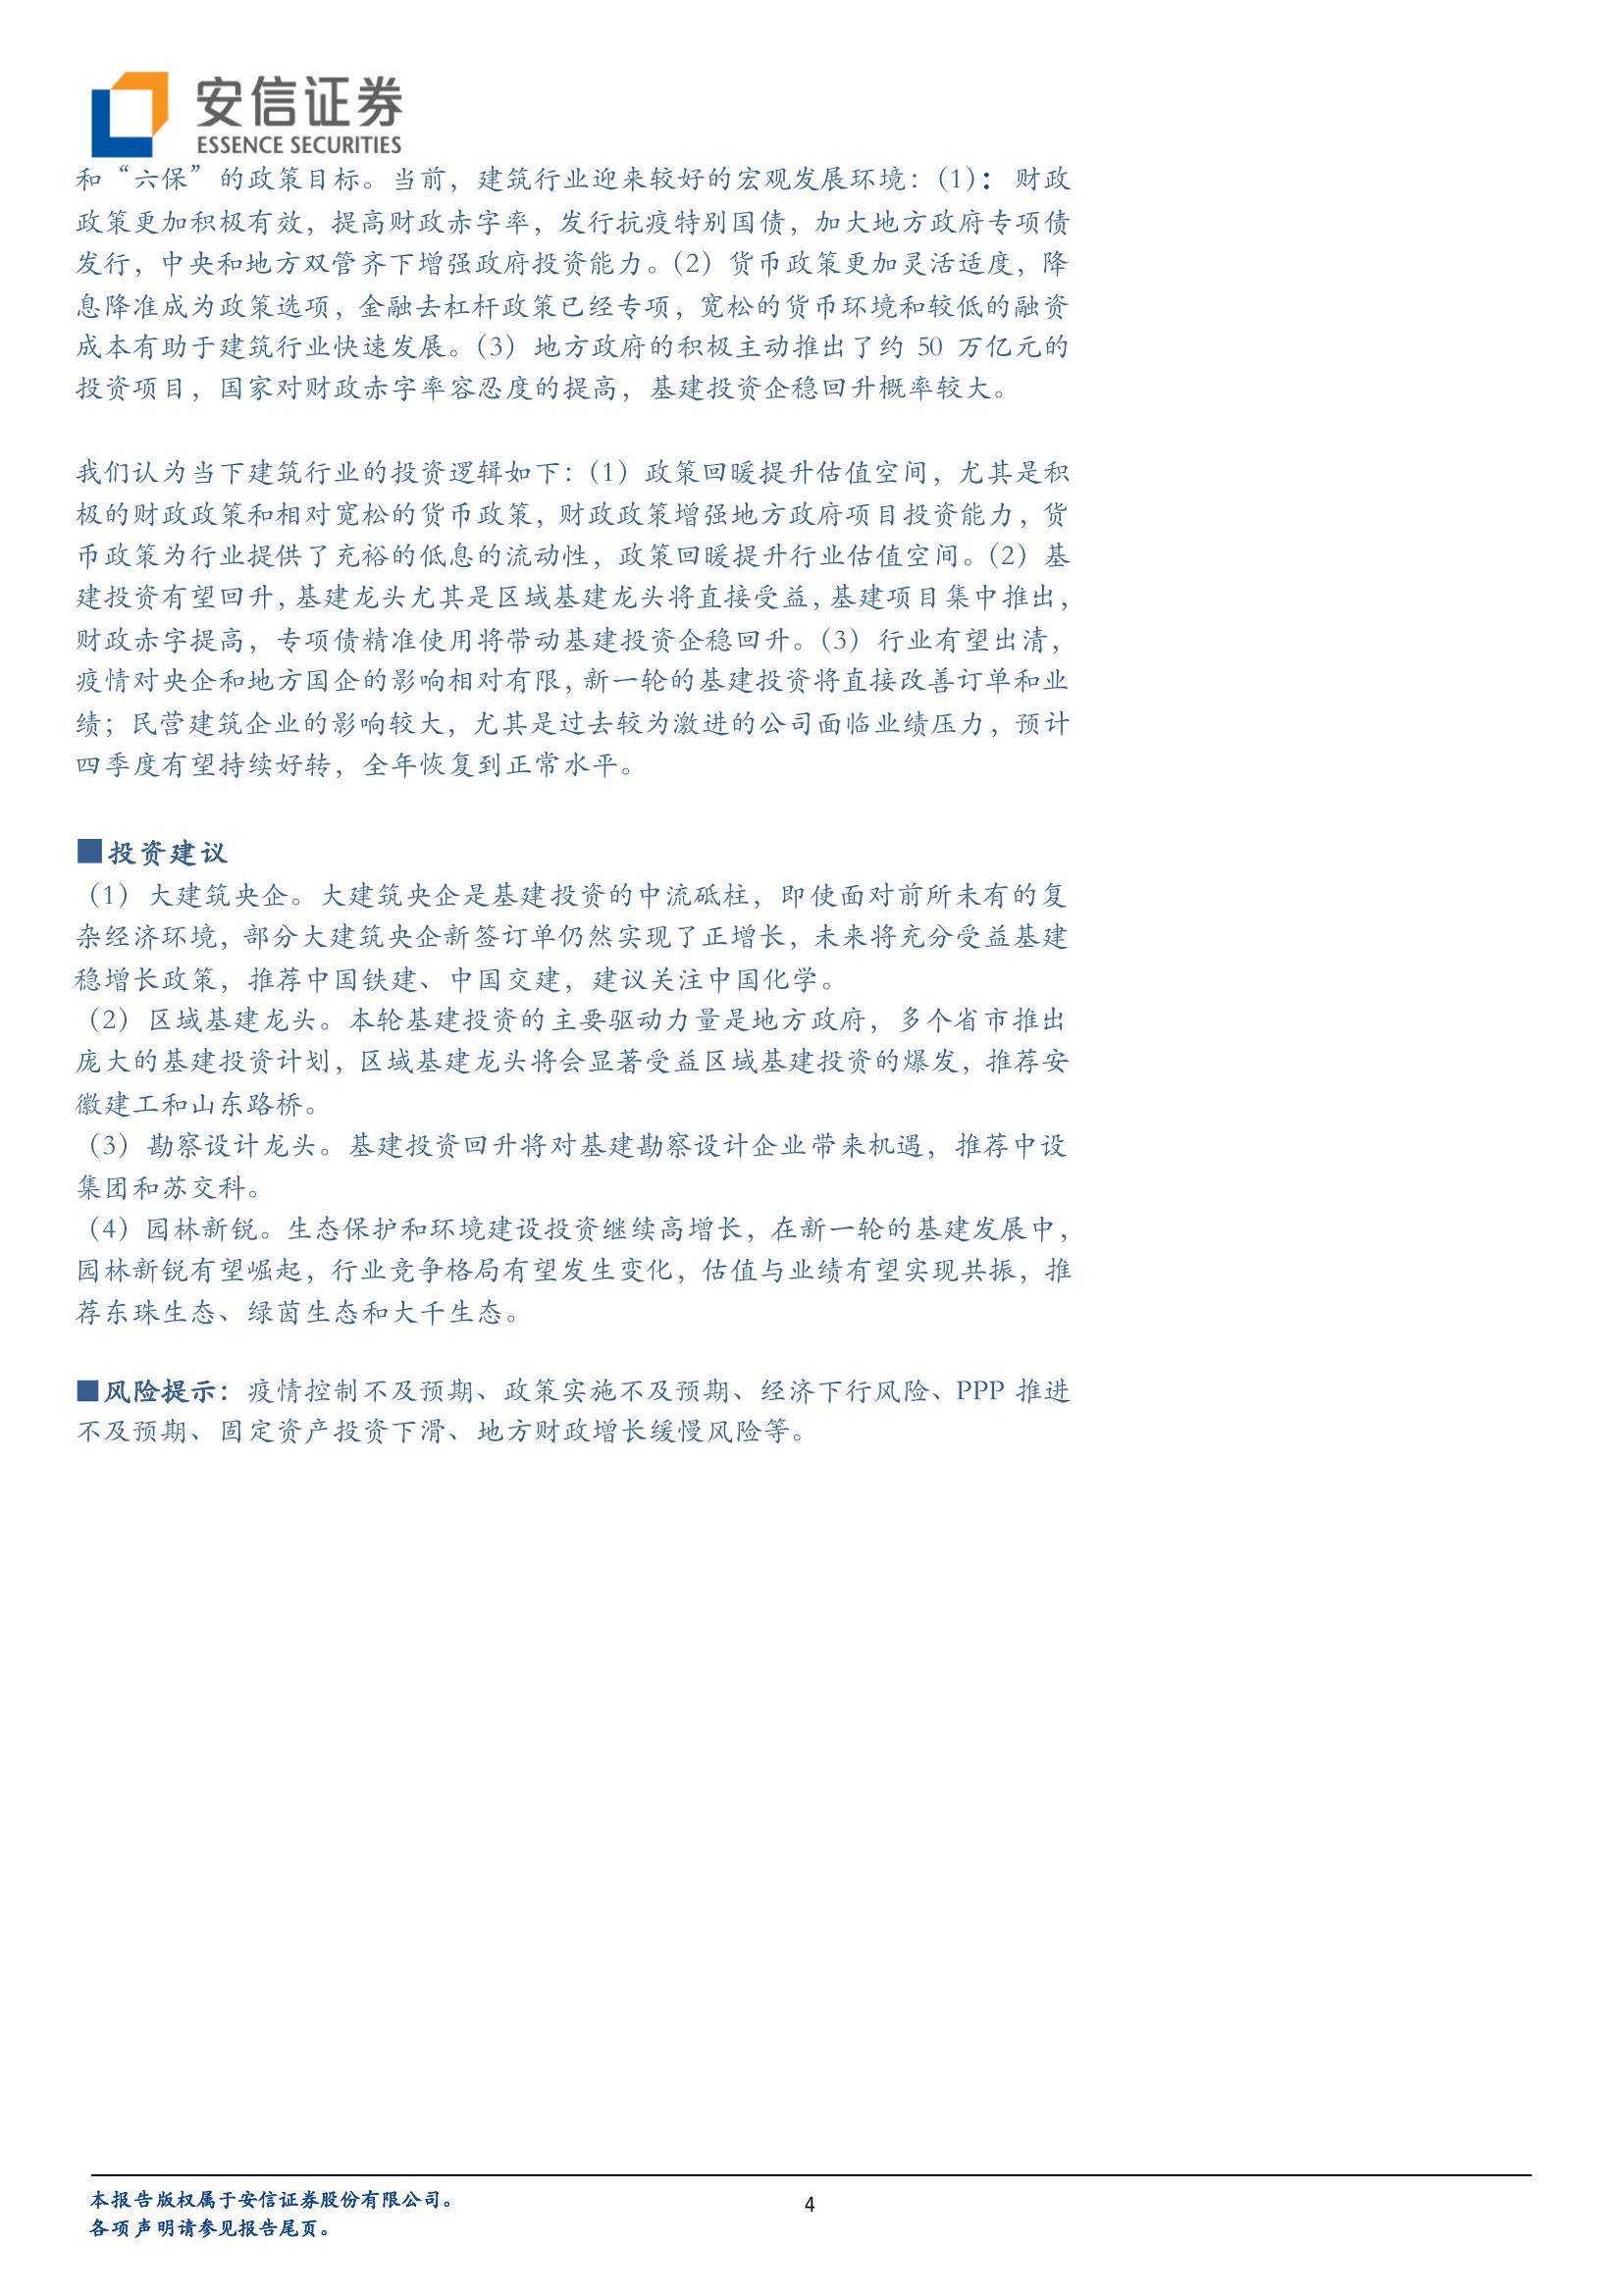 安信证券
ESSENCE SECURITIES
和“六保”的政策目标。当前，建筑行业迎来较好的宏观发展环境：（1）：财政
政策更加积极有效，提高财政赤字率，发行抗疫特别国债，加大地方政府专项债
发行，中央和地方双管齐下增强政府投资能力。（2）货币政策更加灵活适度，降
息降准成为政策选项，金融去杠杆政策已经专项，宽松的货币环境和较低的融资
成本有助于建筑行业快速发展。（3）地方政府的积极主动推出了约 50 万亿元的
投资项目，国家对财政赤字率容忍度的提高，基建投资企稳回升概率较大。
我们认为当下建筑行业的投资逻辑如下：（1）政策回暖提升估值空间，尤其是积
极的财政政策和相对宽松的货币政策，财政政策增强地方政府项目投资能力，货
币政策为行业提供了充裕的低息的流动性，政策回暖提升行业估值空间。（2）基
建投资有望回升，基建龙头尤其是区域基建龙头将直接受益，基建项目集中推出，
财政赤字提高，专项债精准使用将带动基建投资企稳回升。（3）行业有望出清，
疫情对央企和地方国企的影响相对有限，新一轮的基建投资将直接改善订单和业
绩；民营建筑企业的影响较大，尤其是过去较为激进的公司面临业绩压力，预计
四季度有望持续好转，全年恢复到正常水平。
■投资建议
（1）大建筑央企。大建筑央企是基建投资的中流砥柱，即使面对前所未有的复
杂经济环境，部分大建筑央企新签订单仍然实现了正增长，未来将充分受益基建
稳增长政策，推荐中国铁建、中国交建，建议关注中国化学。
（2）区域基建龙头。本轮基建投资的主要驱动力量是地方政府，多个省市推出
庞大的基建投资计划，区域基建龙头将会显著受益区域基建投资的爆发，推荐安
徽建工和山东路桥。
（3）勘察设计龙头。基建投资回升将对基建勘察设计企业带来机遇，推荐中设
集团和苏交科。
（4）园林新锐。生态保护和环境建设投资继续高增长，在新一轮的基建发展中，
园林新锐有望崛起，行业竞争格局有望发生变化，估值与业绩有望实现共振，推
荐东珠生态、绿茵生态和大千生态。
■风险提示：疫情控制不及预期、政策实施不及预期、经济下行风险、PPP 推进
不及预期、固定资产投资下滑、地方财政增长缓慢风险等。
本报告版权属于安信证券股份有限公司。
各项声明请参见报告尾页。
4